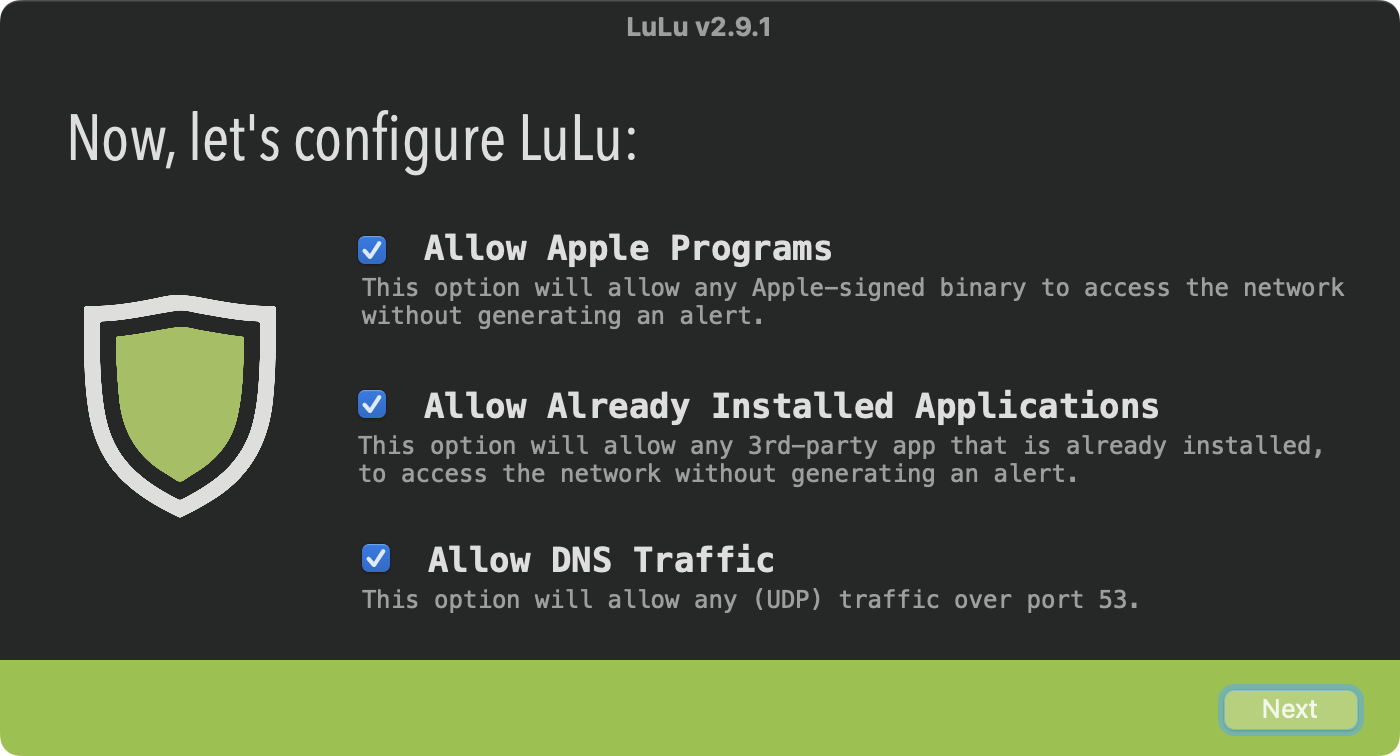 LuLu v2.9.1
Now, let's configure LuLu:
Allow Apple Programs
This option will allow any Apple-signed binary to access the network
without generating an alert.
Allow Already Installed Applications
This option will allow any 3rd-party app that is already installed,
to access the network without generating an alert.
Allow DNS Traffic
This option will allow any (UDP) traffic over port 53.
Next